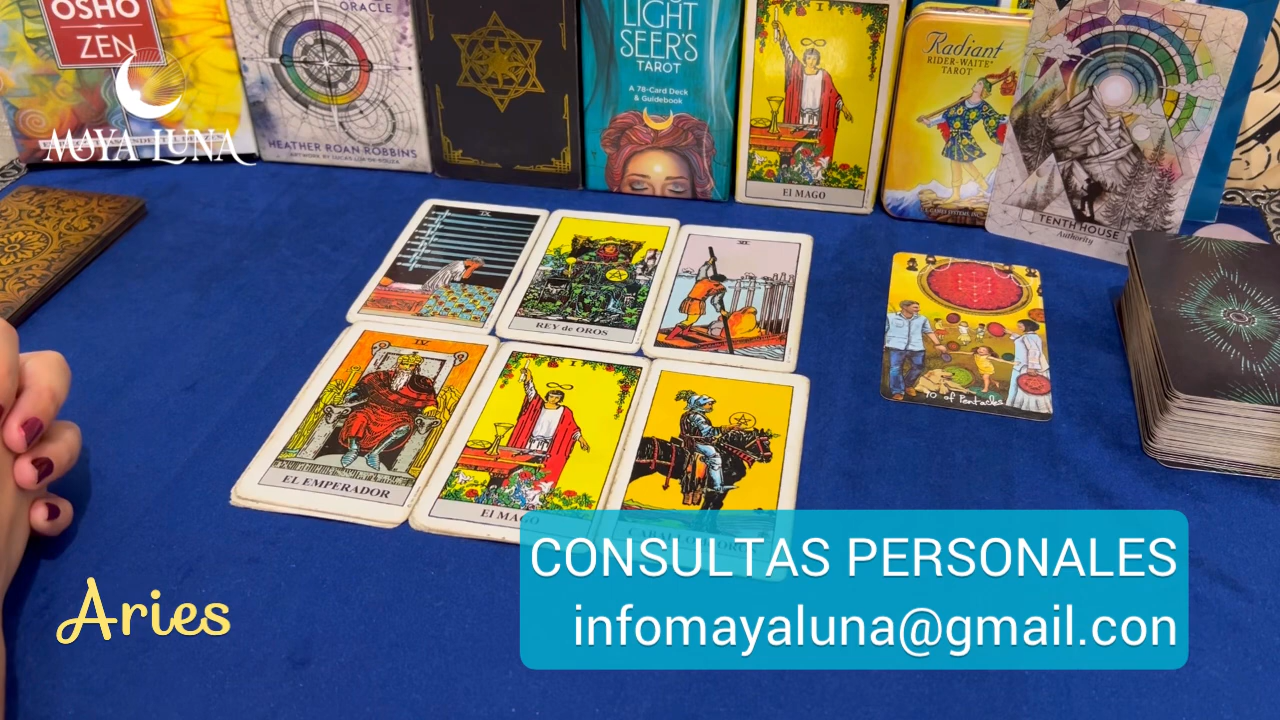 OSHO
ZEN
MAYA LUNA
ORACLE
HEATHER ROAN ROBBINS
LIGHT
SEER'S
TAROT
A 78-Card Deck
& Guidebook
I
EL MAGO
Radiant
RIDER-WAITE
TAROT
TENTH HOUSE
Authority
IX
REY de OROS
VI
10 of Pentacles
IV
EL EMPERADOR
I
EL MAGO
CONSULTAS PERSONALES
infomayaluna@gmail.con
Aries